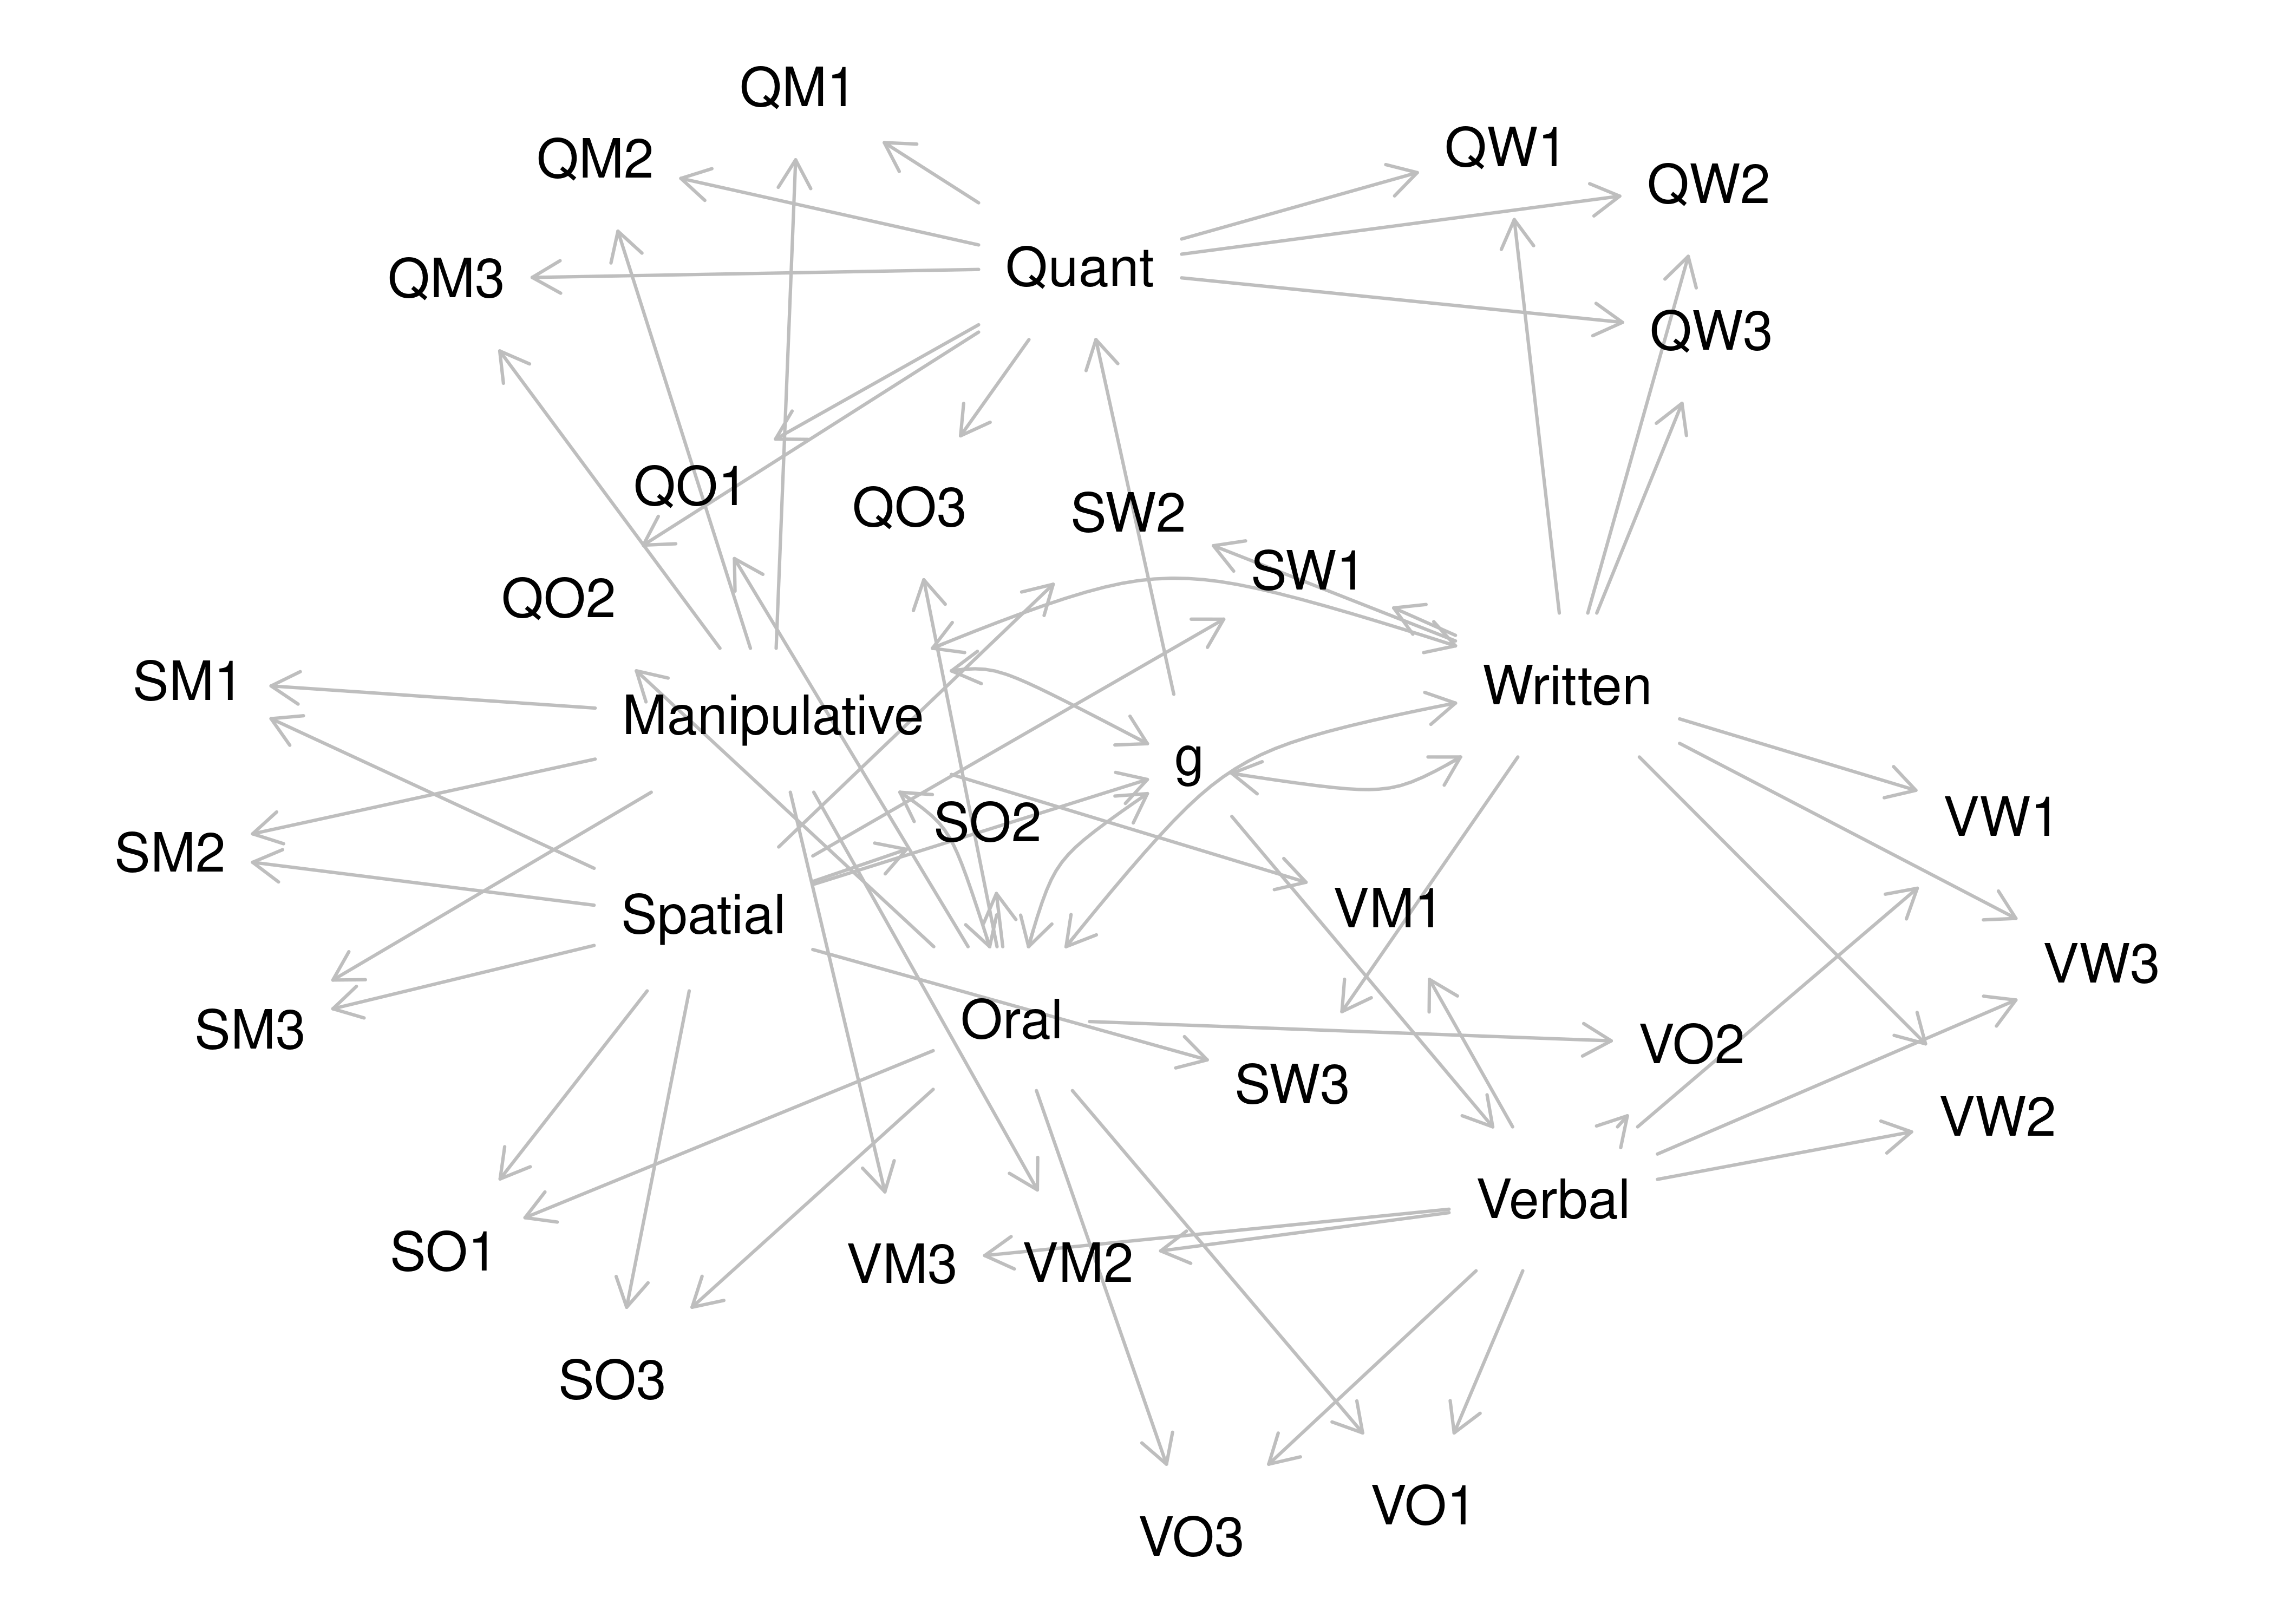 QM1
QM2
QW1
QW2
QM3
Quant
QW3
QO1
QO3
SW2
SW1
QO2
SM1
Manipulative
Written
g
SM2
SO2
VW1
Spatial
VM1
VW3
SM3
Oral
VO2
SW3
VW2
Verbal
SO1
VM3
VM2
SO3
VO1
VO3